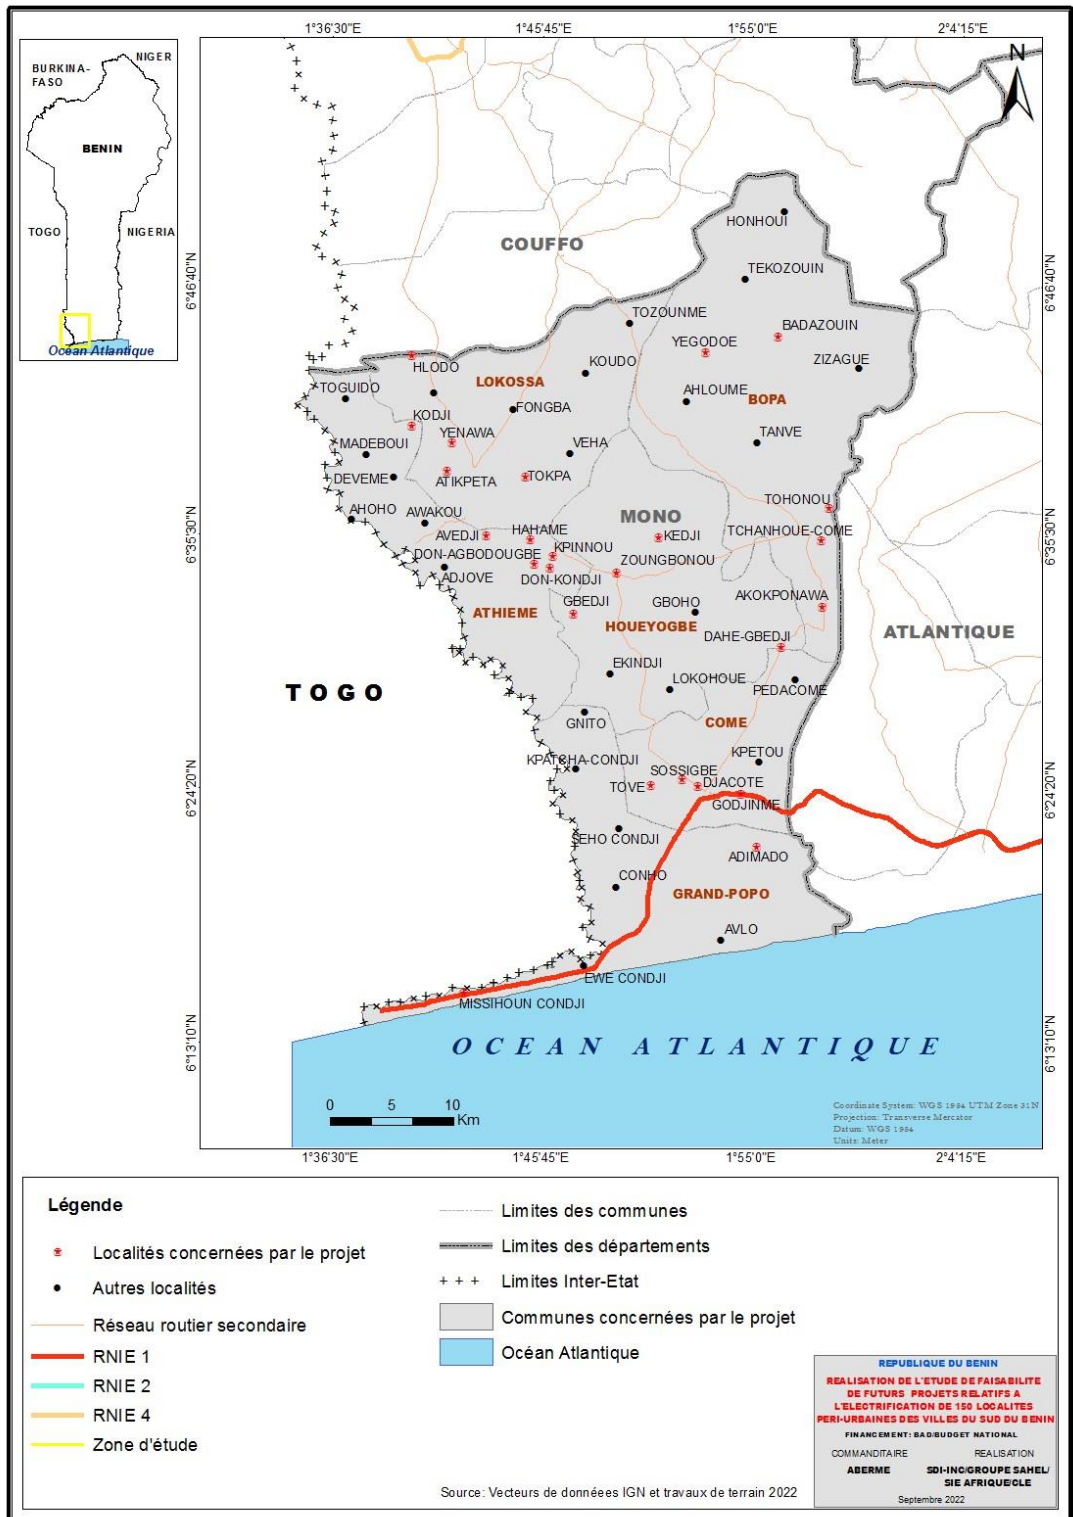 1°36'30"E
1°45'45"E
1°55'0"E
2°4'15"E
NIGER
BURKINA-
FASO
BENIN
TOGO
NIGERIA
Océan Atlantique
N
6°46'40"N
6°46'40"N
6°35'30"N
6°35'30"N
6°24'20"N
6°24'20"N
6°13'10"N
6°13'10"N
HONHOUI
COUFFO
TEKOZOUIN
TOZOUNME
BADAZOUIN
YEGODOE
ZIZAGUE
KOUDO
HLODO
LOKOSSA
TOGUIDO
AHLOUME
BOPA
FONGBA
KODJI
YENAWA
TANVE
MADEBOUI
VEHA
DEVEME
ATIKPETA
TOKPA
TOHONOU
AHOHO
AWAKOU
MONO
HAHAME
TCHANHOUE-COME
AVEDJI
KEDJI
KPINNOU
DON-AGBODOUGBE
ZOUNGBONOU
ADJOVE
DON-KONDJI
AKOKPONAWA
GBEDJI
GBOHO
ATHIEME
HOUEYOGBE
ATLANTIQUE
DAHE-GBEDJI
EKINDJI
LOKOHOUE
TOGO
PEDACOME
GNITO
COME
KPETOU
KPATCHA-CONDJI
SOSSIGBE
TOVE
DJACOTE
GODJINME
SEHO CONDJI
ADIMADO
CONHO
GRAND-POPO
AVLO
EWE CONDJI
MISSIHOUN CONDJI
OCEAN ATLANTIQUE
0 5 10
Km
Coordinate System: WGS 1984 UTM Zone 31N
Projection: Transverse Mercator
Datum: WGS 1984
Units: Meter
1°36'30"E
1°45'45"E
1°55'0"E
2°4'15"E
Légende
Localités concernées par le projet
Autres localités
Réseau routier secondaire
RNIE 1
RNIE 2
RNIE 4
Zone d'étude
Limites des communes
Limites des départements
Limites Inter-Etat
Communes concernées par le projet
Océan Atlantique
REPUBLIQUE DU BENIN
REALISATION DE L'ETUDE DE FAISABILITE
DE FUTURS PROJETS RELATIFS A
L'ELECTRIFICATION DE 150 LOCALITES
PERI-URBAINES DES VILLES DU SUD DU BENIN
FINANCEMENT: BAD/BUDGET NATIONAL
COMMANDITAIRE
REALISATION
ABERME
SDI-INC/GROUPE SAHEL/
SIE AFRIQUE/CLE
Septembre 2022
Source: Vecteurs de donnéees IGN et travaux de terrain 2022